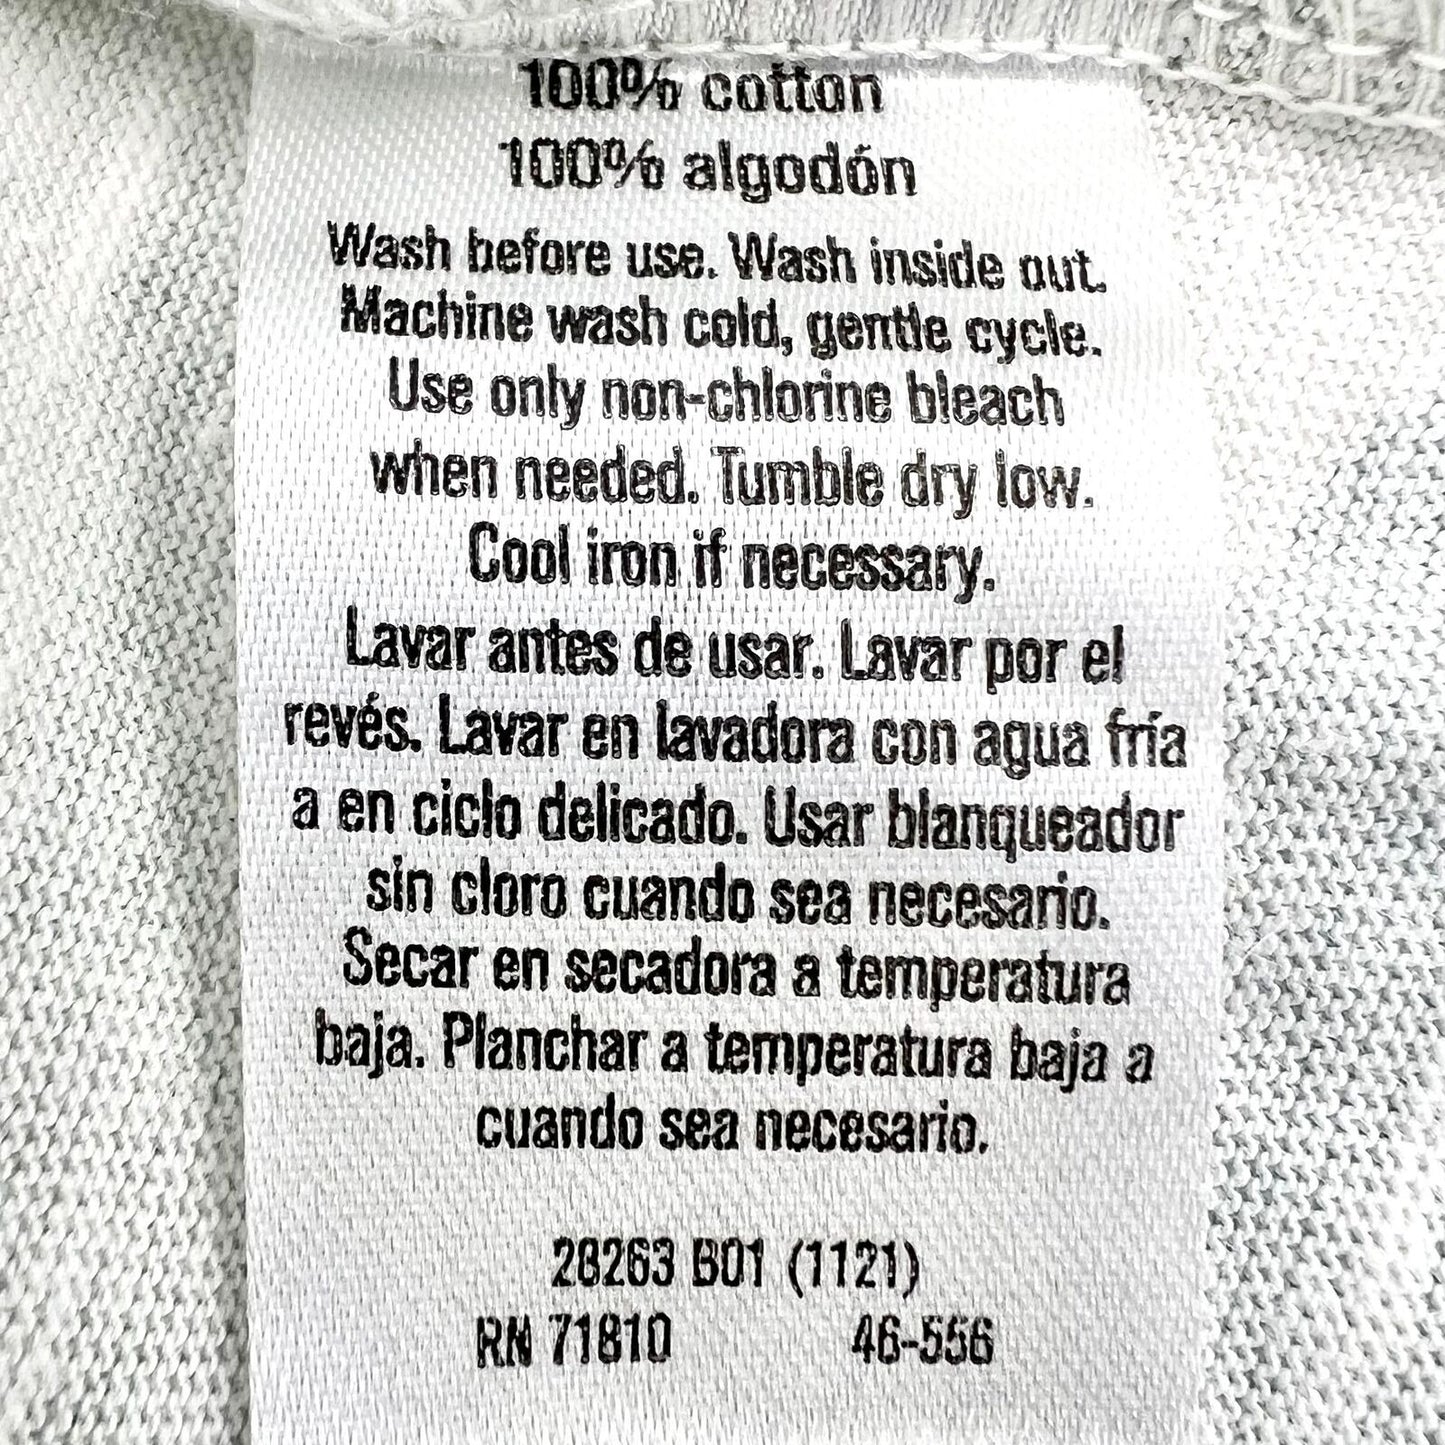 100% cotton
100% algodón
Wash before use. Wash inside out.
Machine wash cold, gentle cycle.
Use only non-chlorine bleach
when needed. Tumble dry low.
Cool iron if necessary.
Lavar antes de usar. Lavar por el
revés. Lavar en lavadora con agua fría
a en ciclo delicado. Usar blanqueador
sin cloro cuando sea necesario.
Secar en secadora a temperatura
baja. Planchar a temperatura baja a
cuando sea necesario.
28263 B01 (1121)
RN 71810 46-556